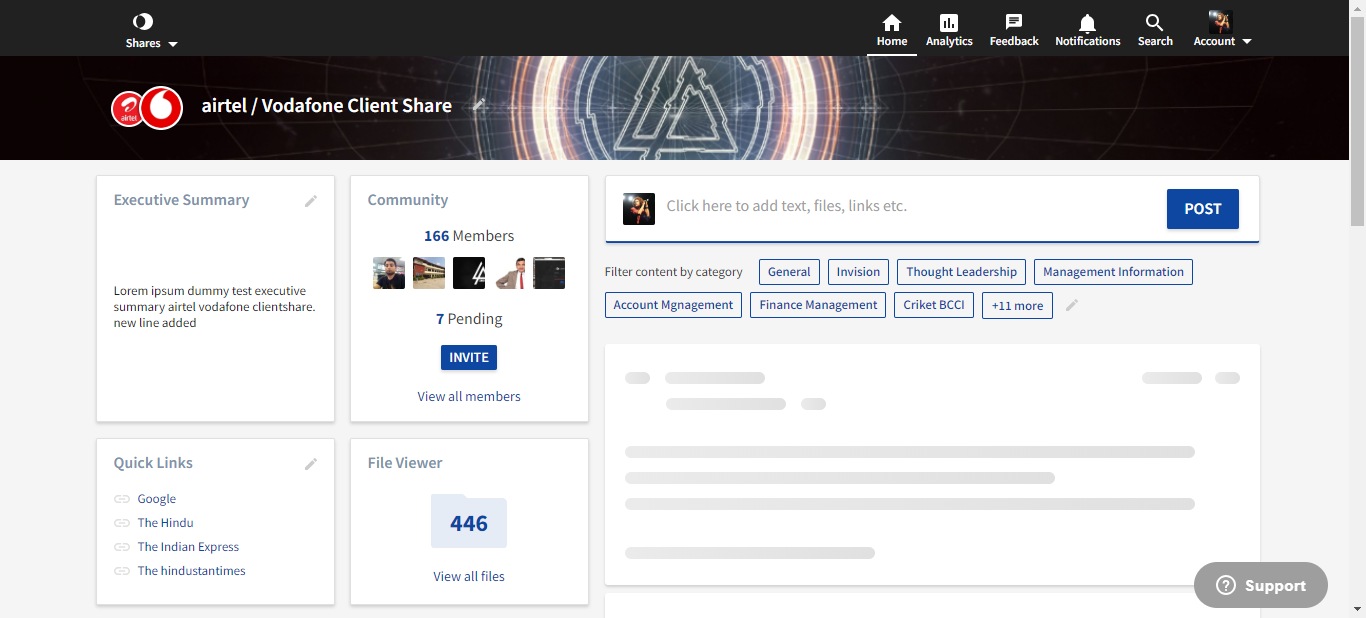 Shares
Home
Analytics
Feedback
Notifications
Search
Account
airtel
airtel / Vodafone Client Share
Executive Summary
Lorem ipsum dummy test executive
summary airtel vodafone clientshare.
new line added
Community
166 Members
7 Pending
INVITE
View all members
Click here to add text, files, links etc.
POST
Filter content by category
General
Invision
Thought Leadership
Management Information
Account Mgnagement
Finance Management
Criket BCCI
+11 more
Quick Links
Google
The Hindu
The Indian Express
The hindustantimes
File Viewer
446
View all files
? Support